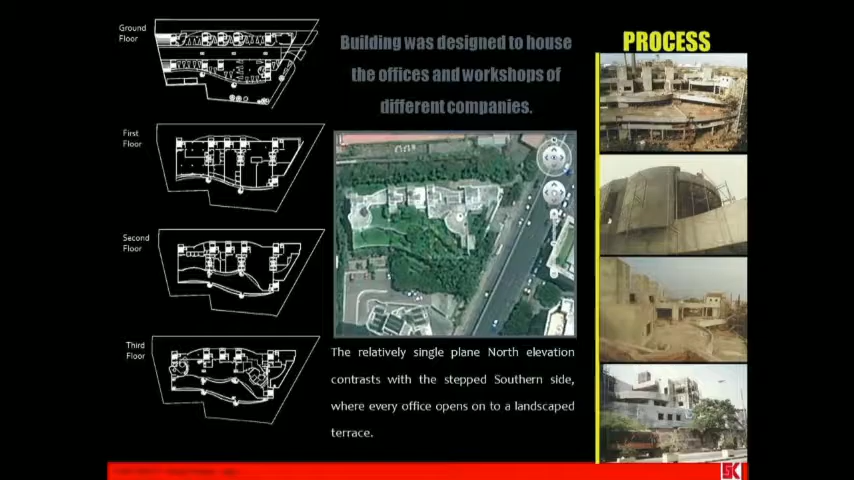 Ground
Floor
First
Floor
Second
Floor
Third
Floor
Building was designed to house
the offices and workshops of
different companies.
The relatively single plane North elevation
contrasts with the stepped Southern side,
where every office opens on to a landscaped
terrace.
PROCESS
SK